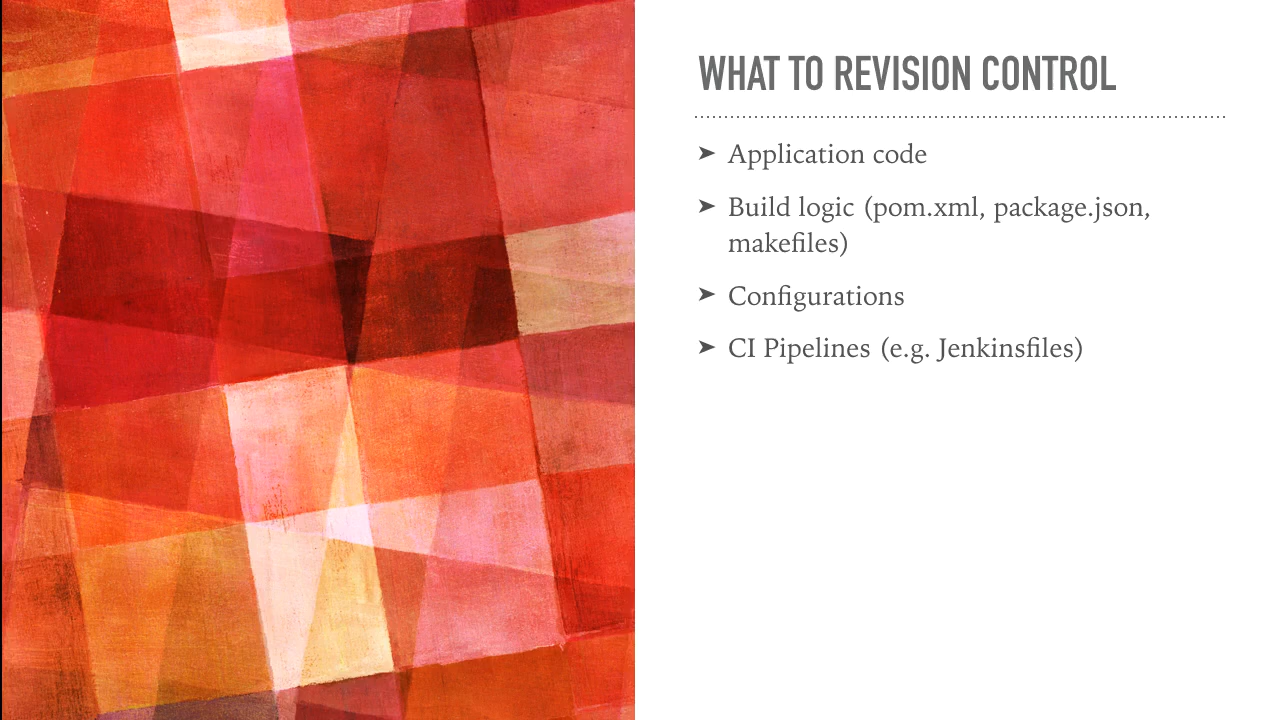 WHAT TO REVISION CONTROL
➤ Application code
➤ Build logic (pom.xml, package.json,
makefiles)
➤ Configurations
➤ CI Pipelines (e.g. Jenkinsfiles)